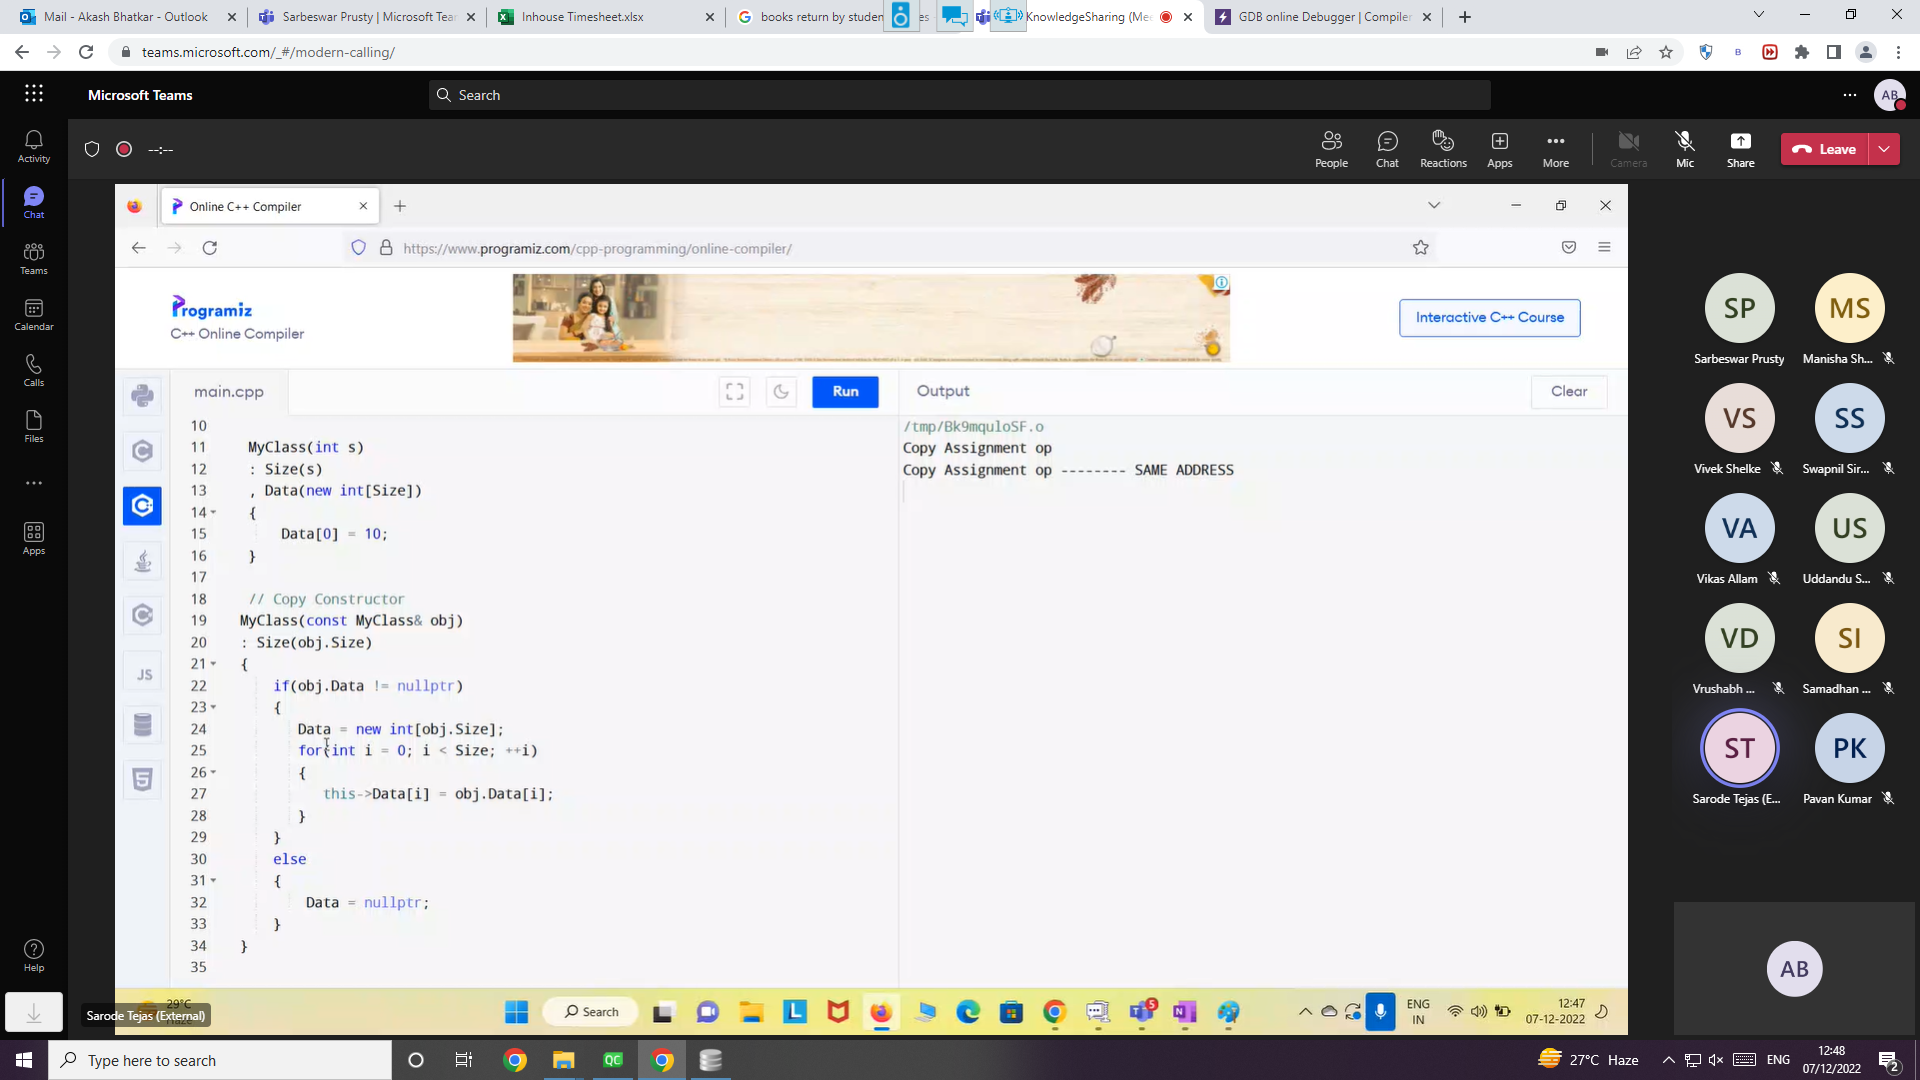 Mail - Akash Bhatkar - Outlook
Sarbeswar Prusty | Microsoft Tear
Inhouse Timesheet.xlsx
books return by studen
KnowledgeSharing (Mee
GDB online Debugger | Compiler
teams.microsoft.com/_#/modern-calling/
Microsoft Teams
Search
AB
--:--
People
Chat
Reactions
Apps
More
Camera
Mic
Share
Leave
Activity
Chat
Teams
Calendar
Calls
Files
Apps
Help
Online C++ Compiler
https://www.programiz.com/cpp-programming/online-compiler/
Programiz
C++ Online Compiler
Interactive C++ Course
main.cpp
Run
Output
Clear
10
11 MyClass(int s)
12 : Size(s)
13 , Data(new int[Size])
14 {
15 Data[0] = 10;
16 }
17
18 // Copy Constructor
19 MyClass(const MyClass& obj)
20 : Size(obj.Size)
21 {
22 if(obj.Data != nullptr)
23 {
24 Data = new int[obj.Size];
25 for(int i = 0; i < Size; ++i)
26 {
27 this->Data[i] = obj.Data[i];
28 }
29 }
30 else
31 {
32 Data = nullptr;
33 }
34 }
35
/tmp/Bk9mquloSF.o
Copy Assignment op
Copy Assignment op -------- SAME ADDRESS
JS
SP
Sarbeswar Prusty
MS
Manisha Sh...
VS
Vivek Shelke
SS
Swapnil Sir...
VA
Vikas Allam
US
Uddandu S...
VD
Vrushabh ...
SI
Samadhan ...
ST
Sarode Tejas (E...
PK
Pavan Kumar
AB
29°C
Haze
Sarode Tejas (External)
Search
5
ENG
IN
12:47
07-12-2022
Type here to search
QC
27°C Haze
ENG
12:48
07/12/2022
2